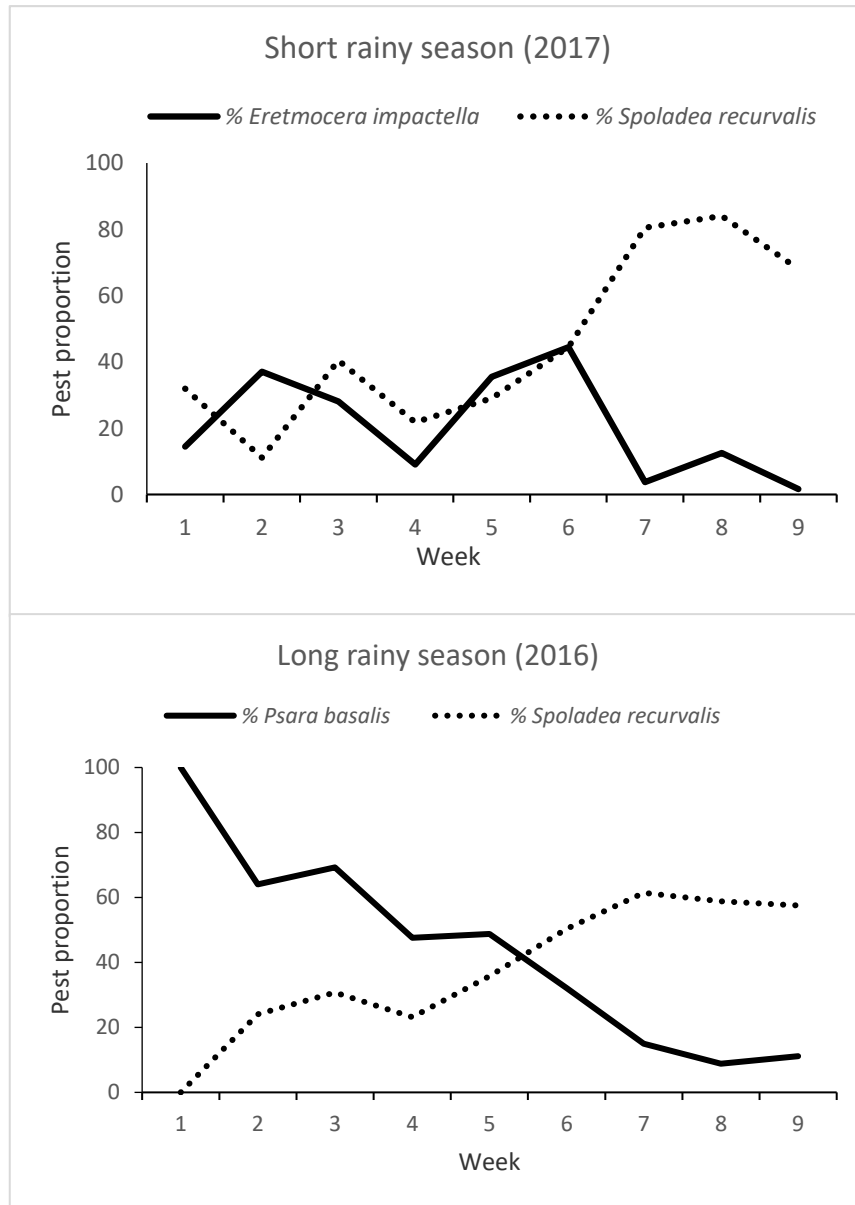 Short rainy season (2017)
% Eretmocera impactella % Spoladea recurvalis
100
80
60
40
20
0
Pest proportion
1 2 3 4 5 6 7 8 9
Week
Long rainy season (2016)
% Psara basalis % Spoladea recurvalis
100
80
60
40
20
0
Pest proportion
1 2 3 4 5 6 7 8 9
Week